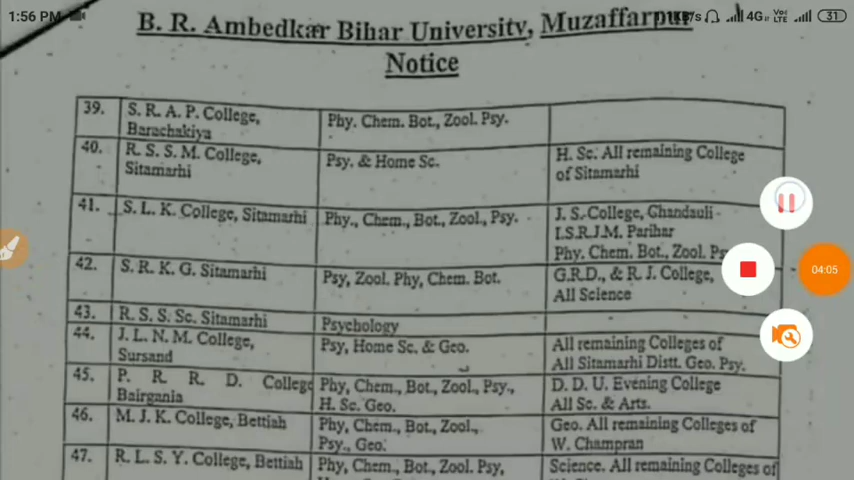 1:56 PM
4G
31
B. R. Ambedkar Bihar University, Muzaffarpur
Notice
39. S. R. A. P. College, Barachakiya Phy. Chem. Bot., Zool. Psy.
40. R. S. S. M. College, Sitamarhi Psy. & Home Sc. H. Sc. All remaining College of Sitamarhi
41. S. L. K. College, Sitamarhi Phy., Chem., Bot., Zool., Psy. J. S. College, Chandauli I.S.R.J.M. Parihar Phy. Chem. Bot., Zool.
42. S. R. K. G. Sitamarhi Psy, Zool. Phy, Chem. Bot. G.R.D., & R. J. College, All Science
43. R. S. S. Sc. Sitamarhi Psychology
44. J. L. N. M. College, Sursand Psy, Home Sc. & Geo. All remaining Colleges of All Sitamarhi Distt. Geo. Psy.
45. P. R. R. D. College Bairgania Phy, Chem., Bot., Zool., Psy., H. Sc. Geo. D. D. U. Evening College All Sc. & Arts.
46. M. J. K. College, Bettiah Phy, Chem., Bot., Zool., Psy., Geo. Geo. All remaining Colleges of W. Champran
47. R. L. S. Y. College, Bettiah Phy, Chem., Bot., Zool. Psy, Science. All remaining Colleges of
04:05